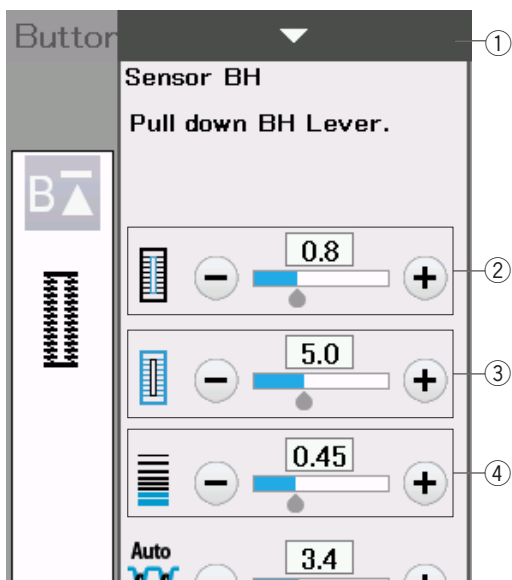 Button
①
Sensor BH
Pull down BH Lever.
B
0.8
②
5.0
③
0.45
④
Auto
3.4